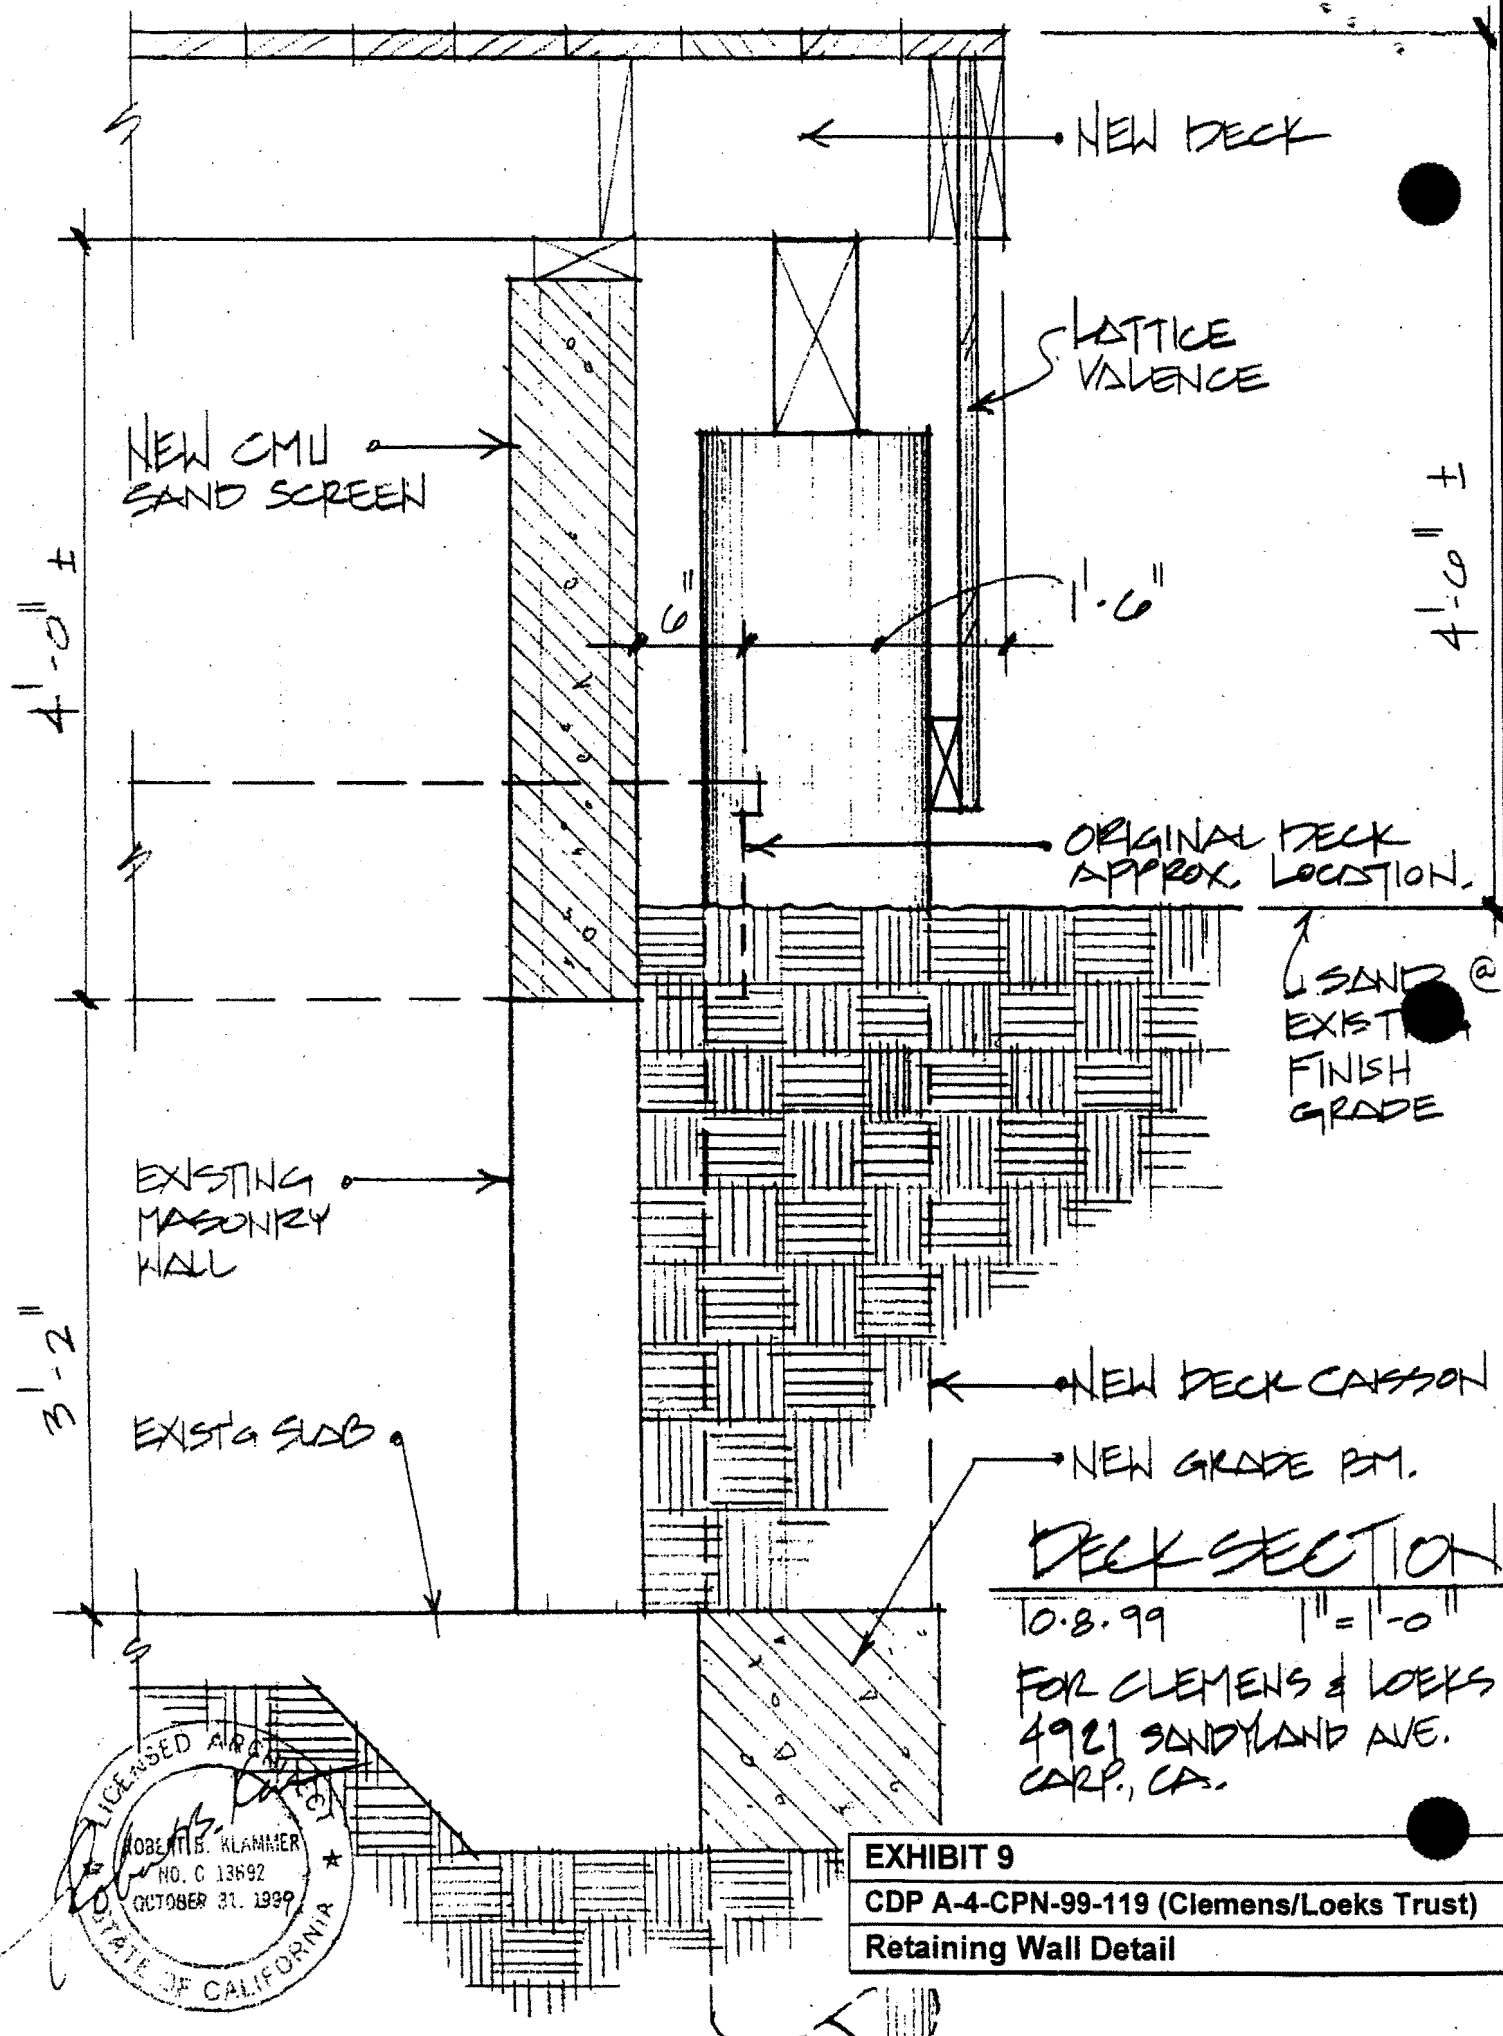 NEW DECK
LATTICE
VALENCE
NEW CMU
SAND SCREEN
4'-0" ±
6"
1'-6"
4'-6" ±
ORIGINAL DECK
APPROX. LOCATION.
SAND @
FINISH
GRADE
EXISTING
MASONRY
WALL
3'-2"
EXIST'G SLAB
NEW DECK CAISSON
NEW GRADE BM.
DECK SECTION
10.8.99 1"=1'-0"
FOR CLEMENS & LOEKS
4921 SANDYLAND AVE.
CARP., CA.
LICENSED ARCHITECT
ROBERT B. KLAMMER
NO. C 13692
OCTOBER 31. 1999
STATE OF CALIFORNIA
EXHIBIT 9
CDP A-4-CPN-99-119 (Clemens/Loeks Trust)
Retaining Wall Detail